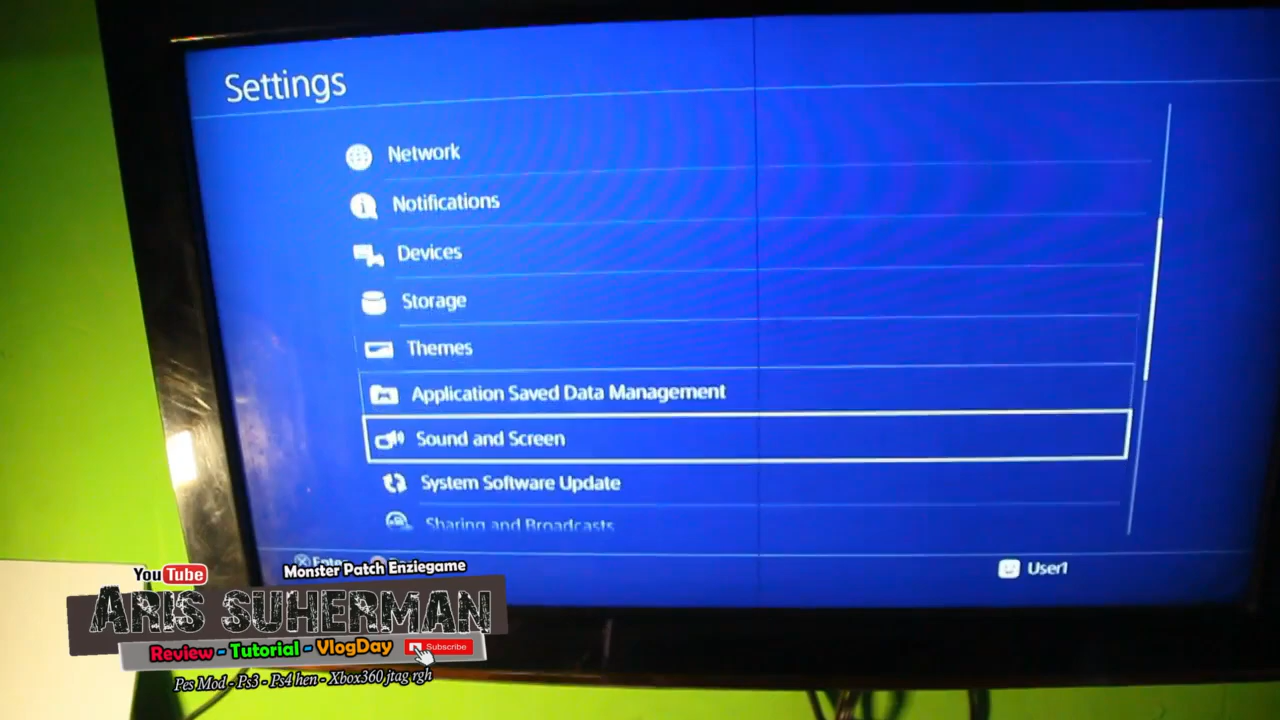 Settings
Network
Notifications
Devices
Storage
Themes
Application Saved Data Management
Sound and Screen
System Software Update
Sharing and Broadcasts
Enter
User1
YouTube
Monster Patch Enziegame
ARIS SUHERMAN
Review - Tutorial - VlogDay
Subscribe
Pes Mod - Ps3 - Ps4 hen - Xbox360 jtag rgh